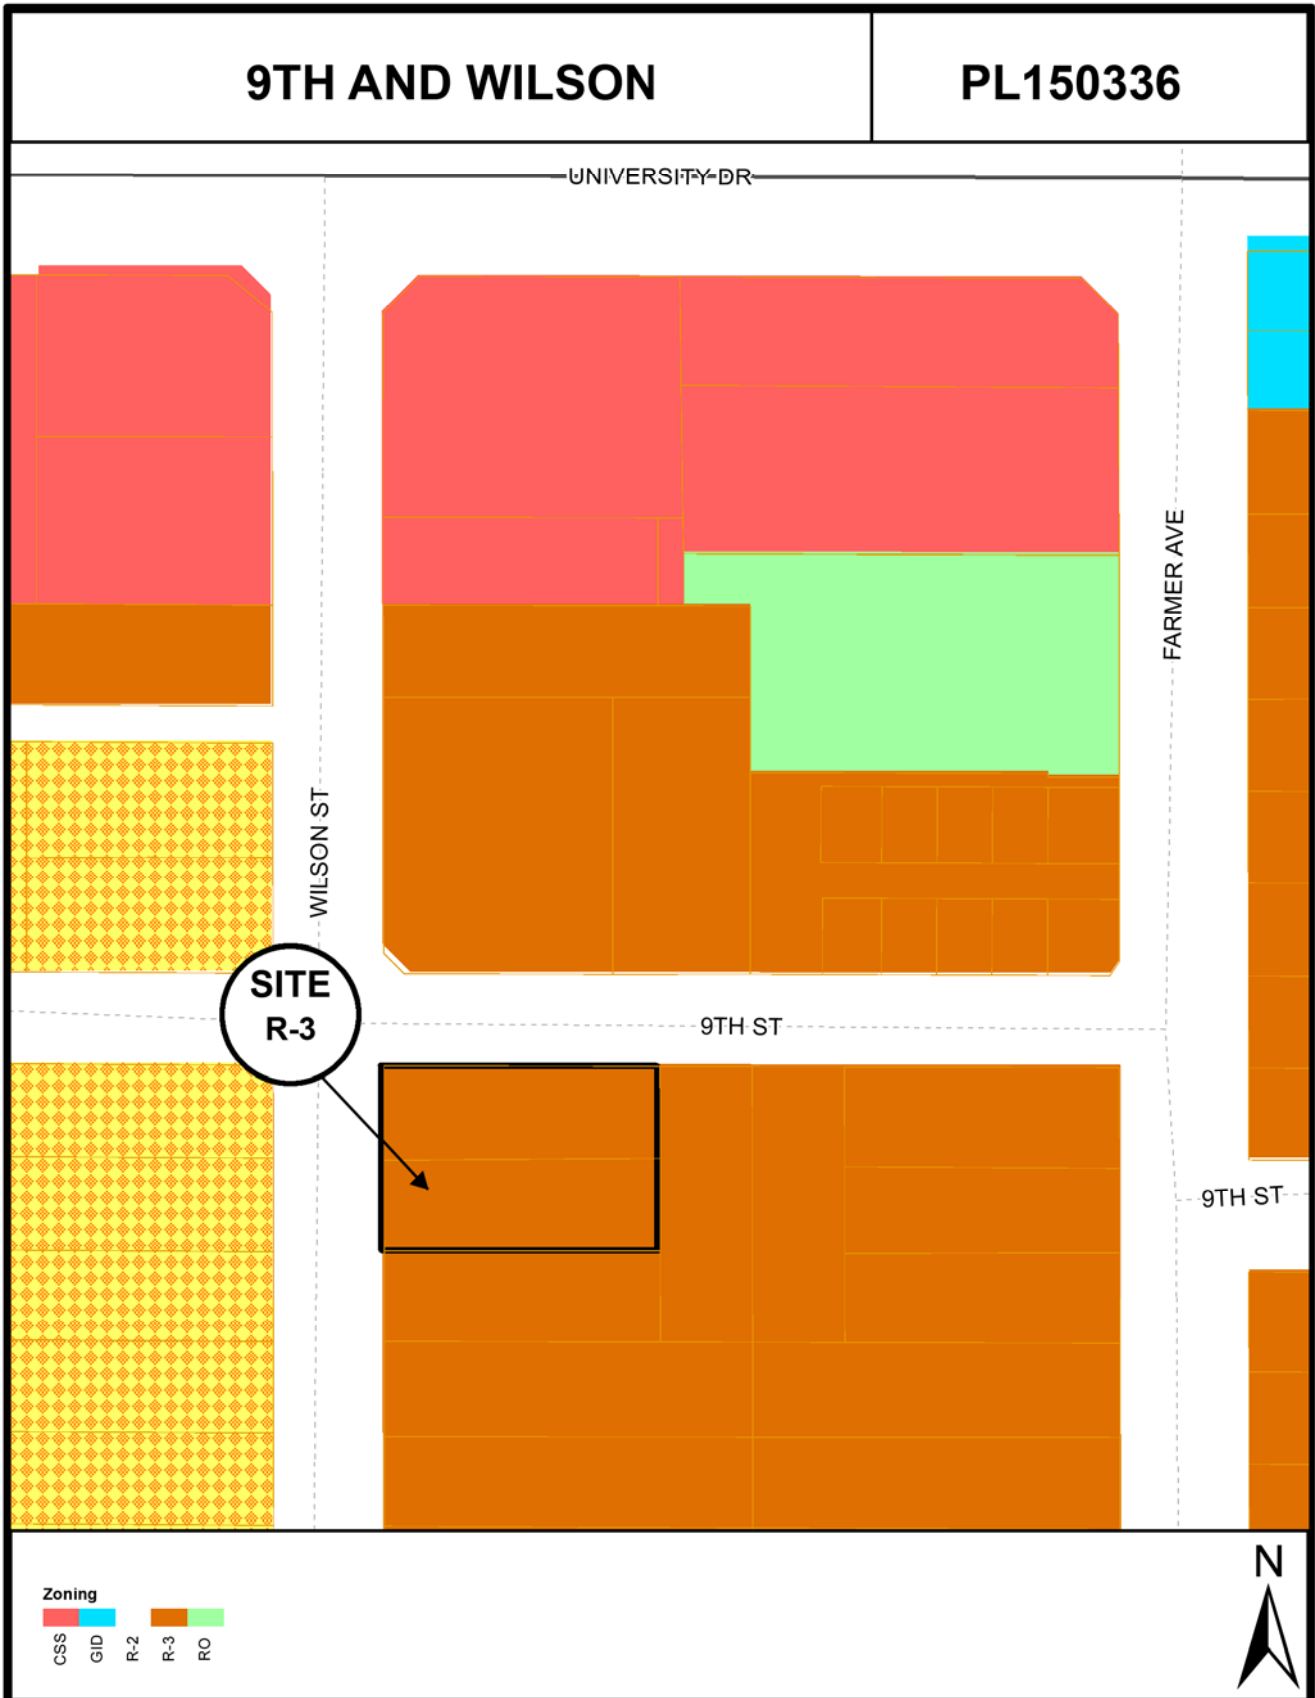 9TH AND WILSON
PL150336
UNIVERSITY DR
FARMER AVE
WILSON ST
SITE
R-3
9TH ST
9TH ST
N
Zoning
CSS
GID
R-2
R-3
RO